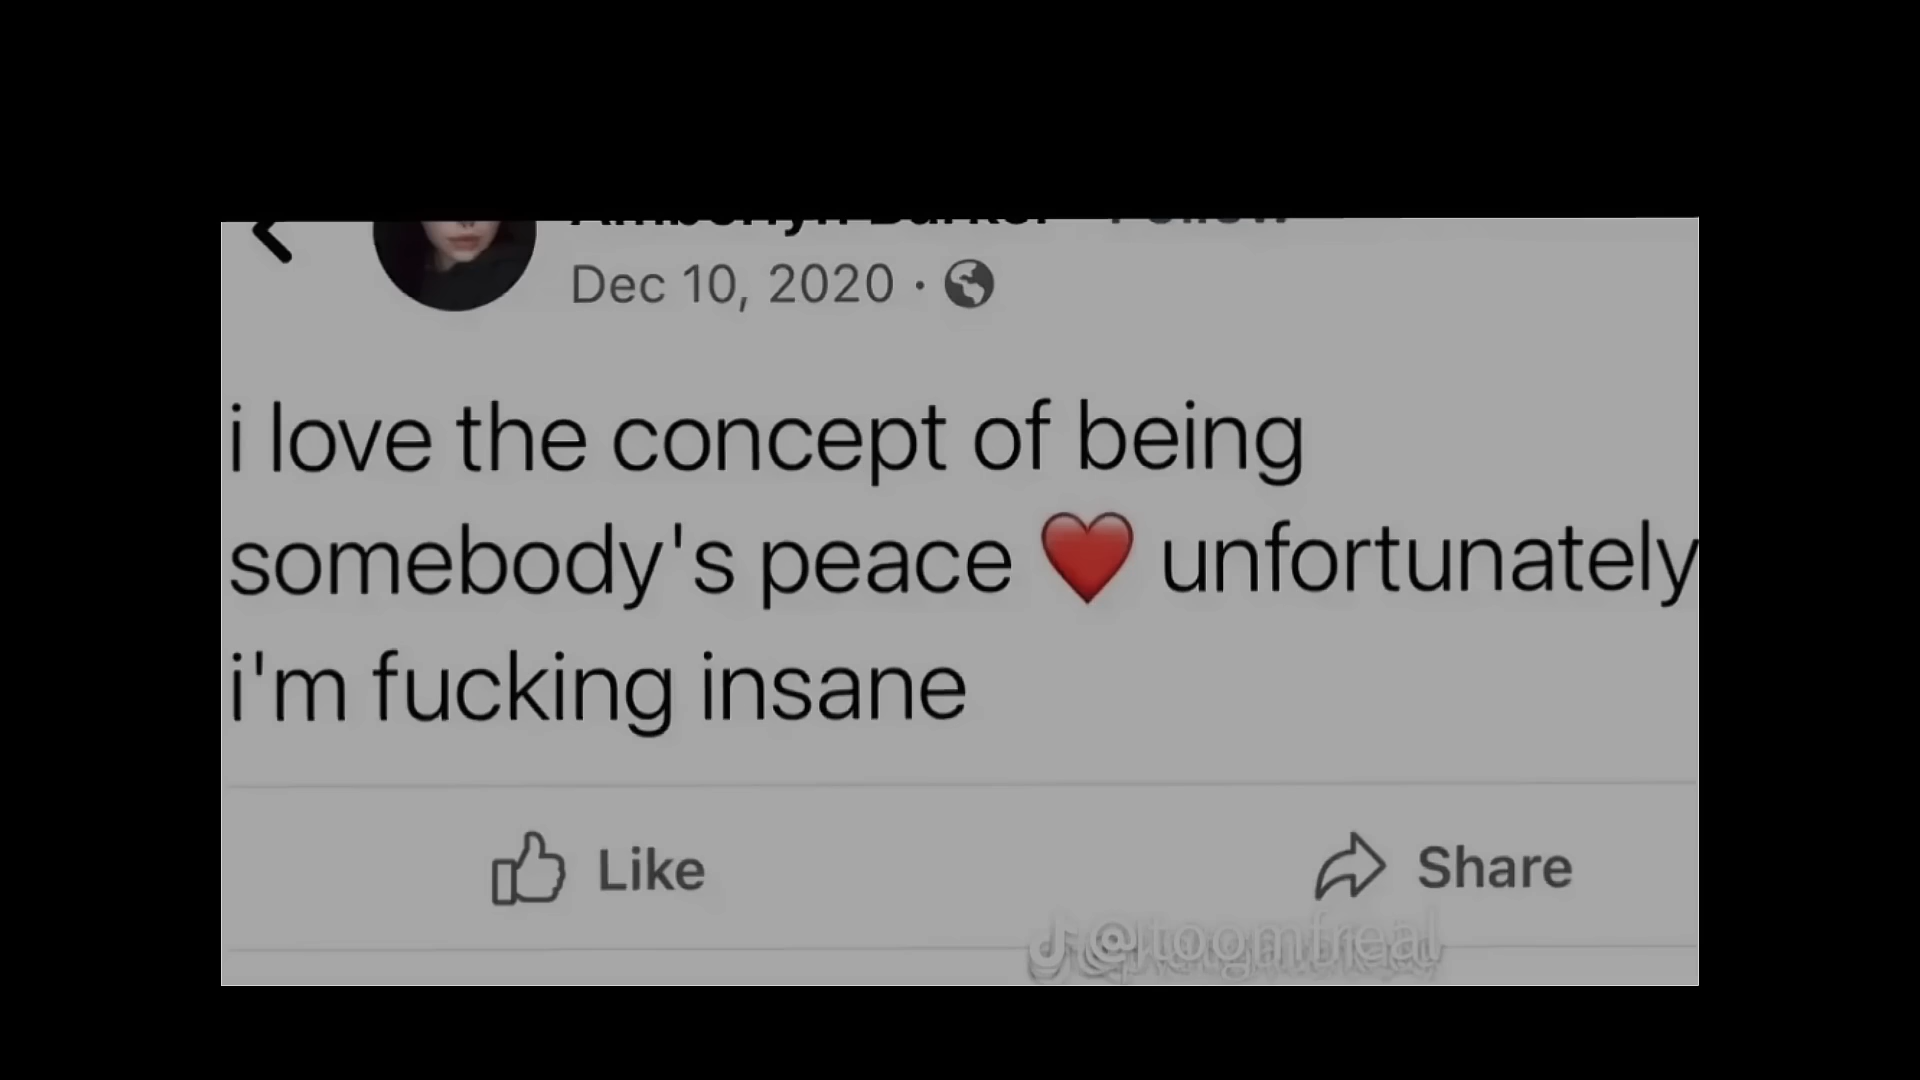 Dec 10, 2020 ·
i love the concept of being
somebody's peace ❤️ unfortunately
i'm fucking insane
Like
Share